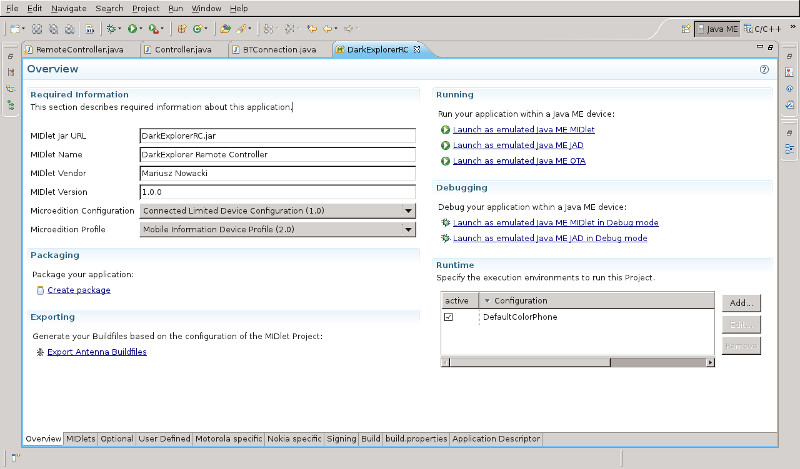 File Edit Navigate Search Project Run Window Help
Java ME C/C++
RemoteController.java Controller.java BTConnection.java DarkExplorerRC
Overview
Required Information
This section describes required information about this application.
MIDlet Jar URL DarkExplorerRC.jar
MIDlet Name DarkExplorer Remote Controller
MIDlet Vendor Mariusz Nowacki
MIDlet Version 1.0.0
Microedition Configuration Connected Limited Device Configuration (1.0)
Microedition Profile Mobile Information Device Profile (2.0)
Packaging
Package your application:
Create package
Exporting
Generate your Buildfiles based on the configuration of the MIDlet Project:
Export Antenna Buildfiles
Running
Run your application within a Java ME device:
Launch as emulated Java ME MIDlet
Launch as emulated Java ME JAD
Launch as emulated Java ME OTA
Debugging
Debug your application within a Java ME device:
Launch as emulated Java ME MIDlet in Debug mode
Launch as emulated Java ME JAD in Debug mode
Runtime
Specify the execution environments to run this Project.
active Configuration
DefaultColorPhone
Add...
Edit...
Remove
Overview MIDlets Optional User Defined Motorola specific Nokia specific Signing Build build.properties Application Descriptor